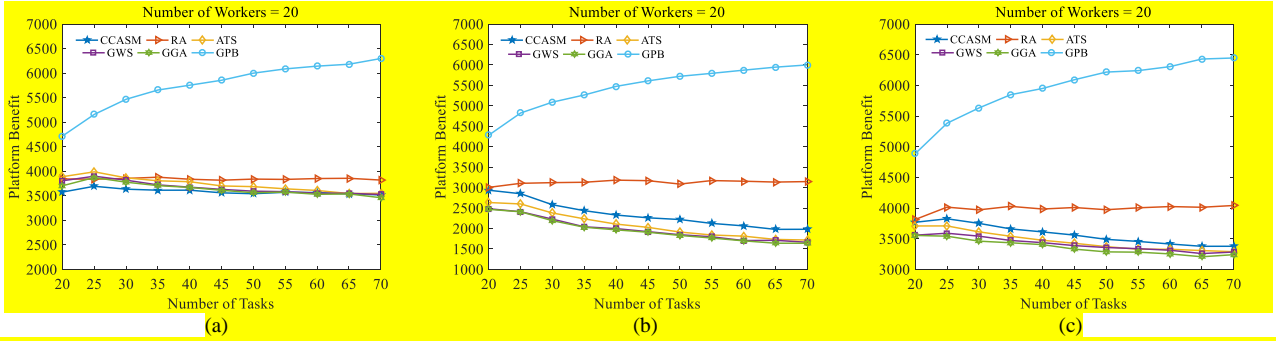 Number of Workers = 20
7000
6500
6000
5500
5000
4500
4000
3500
3000
2500
2000
Platform Benefit
CCASM RA ATS
GWS GGA GPB
20 25 30 35 40 45 50 55 60 65 70
Number of Tasks
(a)
Number of Workers = 20
7000
6500
6000
5500
5000
4500
4000
3500
3000
2500
2000
1500
1000
Platform Benefit
CCASM RA ATS
GWS GGA GPB
20 25 30 35 40 45 50 55 60 65 70
Number of Tasks
(b)
Number of Workers = 20
7000
6500
6000
5500
5000
4500
4000
3500
3000
Platform Benefit
CCASM RA ATS
GWS GGA GPB
20 25 30 35 40 45 50 55 60 65 70
Number of Tasks
(c)